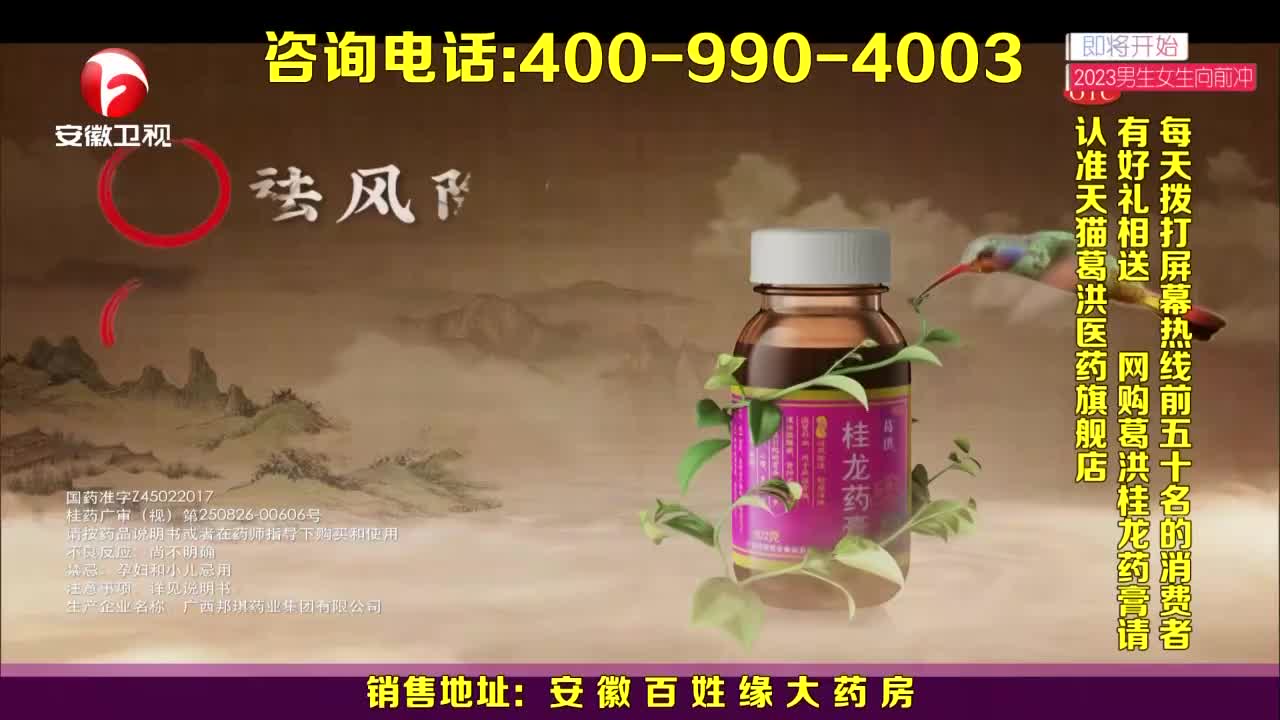 咨询电话:400-990-4003
即将开始
2023男生女生向前冲
OTC
安徽卫视
祛风
每天拨打屏幕热线前五十名的消费者
有好礼相送 网购葛洪桂龙药膏请
认准天猫葛洪医药旗舰店
葛洪
桂龙药膏
202克
国药准字Z45022017
桂药广审（视）第250826-00606号
请按药品说明书或者在药师指导下购买和使用
不良反应：尚不明确
禁忌：孕妇和小儿忌用
注意事项：详见说明书
生产企业名称：广西邦琪药业集团有限公司
销售地址：安徽百姓缘大药房